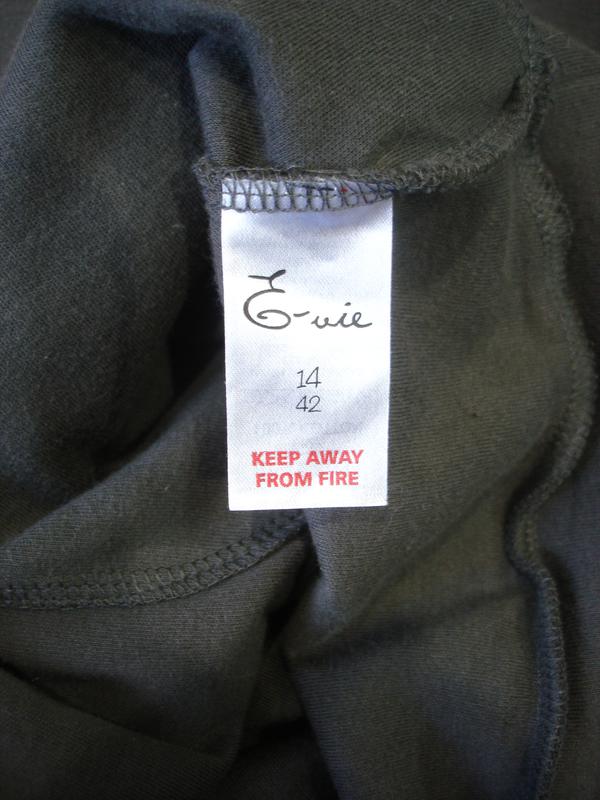 E-vie
14
42
KEEP AWAY
FROM FIRE